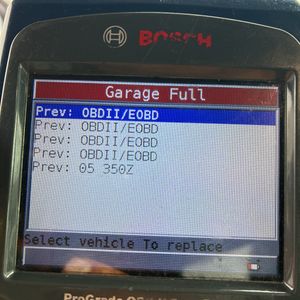 BOSCH
Garage Full
Prev: OBDII/EOBD
Prev: OBDII/EOBD
Prev: OBDII/EOBD
Prev: OBDII/EOBD
Prev: 05 350Z
Select vehicle To replace
ProGrade